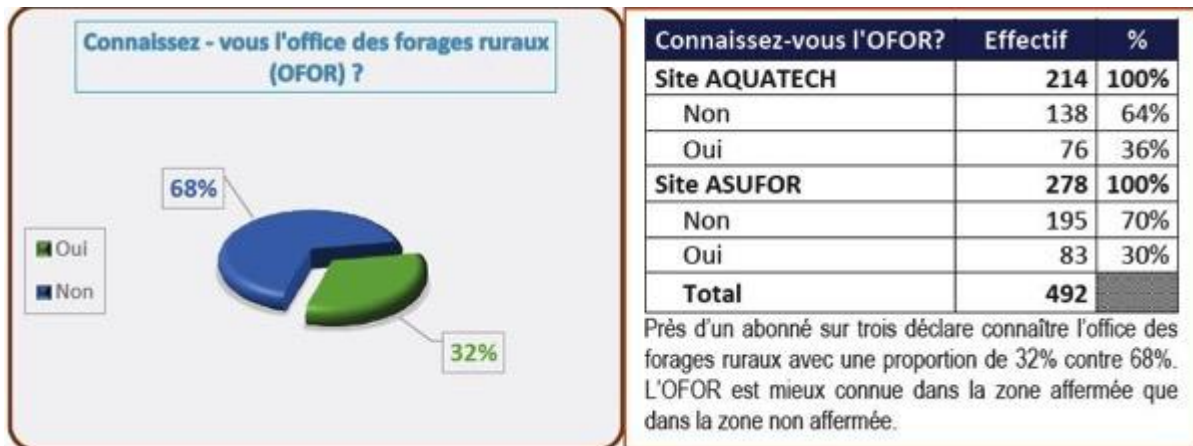 Connaissez - vous l'office des forages ruraux
(OFOR) ?
68%
Oui
Non
32%
Connaissez-vous l'OFOR? Effectif %
Site AQUATECH 214 100%
Non 138 64%
Oui 76 36%
Site ASUFOR 278 100%
Non 195 70%
Oui 83 30%
Total 492
Près d'un abonné sur trois déclare connaître l'office des
forages ruraux avec une proportion de 32% contre 68%.
L'OFOR est mieux connue dans la zone affermée que
dans la zone non affermée.